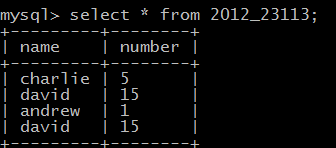 mysql> select * from 2012_23113;
+---------+--------+
| name    | number |
+---------+--------+
| charlie | 5      |
| david   | 15     |
| andrew  | 1      |
| david   | 15     |
+---------+--------+